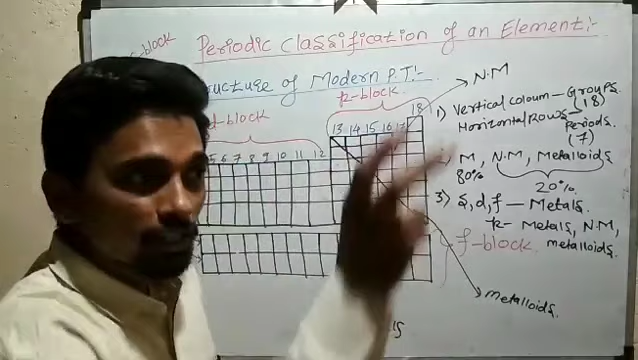 Periodic Classification of an Element:-
-block
ructure of Modern P.T:-
p-block
N.M
d-block
18
13 14 15 16 17
5 6 7 8 9 10 11 12
1) Vertical coloum - Groups
(18)
Horizontal Rows - Periods
(7)
M, N.M, Metalloids
80%
20%
3) s, d, f - Metals
p- Metals, N.M,
metalloids.
f-block
metalloids